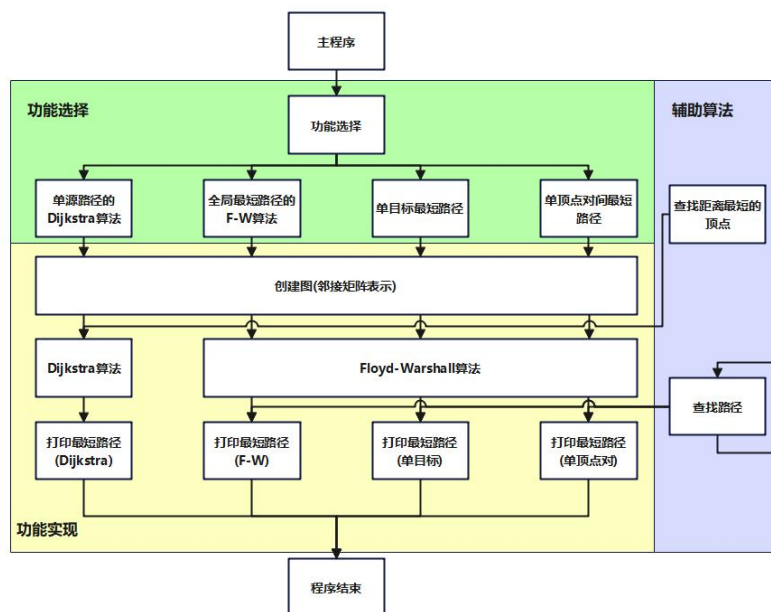 主程序
功能选择
辅助算法
功能选择
单源路径的
Dijkstra算法
全局最短路径的
F-W算法
单目标最短路径
单顶点对间最短
路径
查找距离最短的
顶点
创建图(邻接矩阵表示)
Dijkstra算法
Floyd-Warshall算法
查找路径
打印最短路径
(Dijkstra)
打印最短路径
(F-W)
打印最短路径
(单目标)
打印最短路径
(单顶点对)
功能实现
程序结束